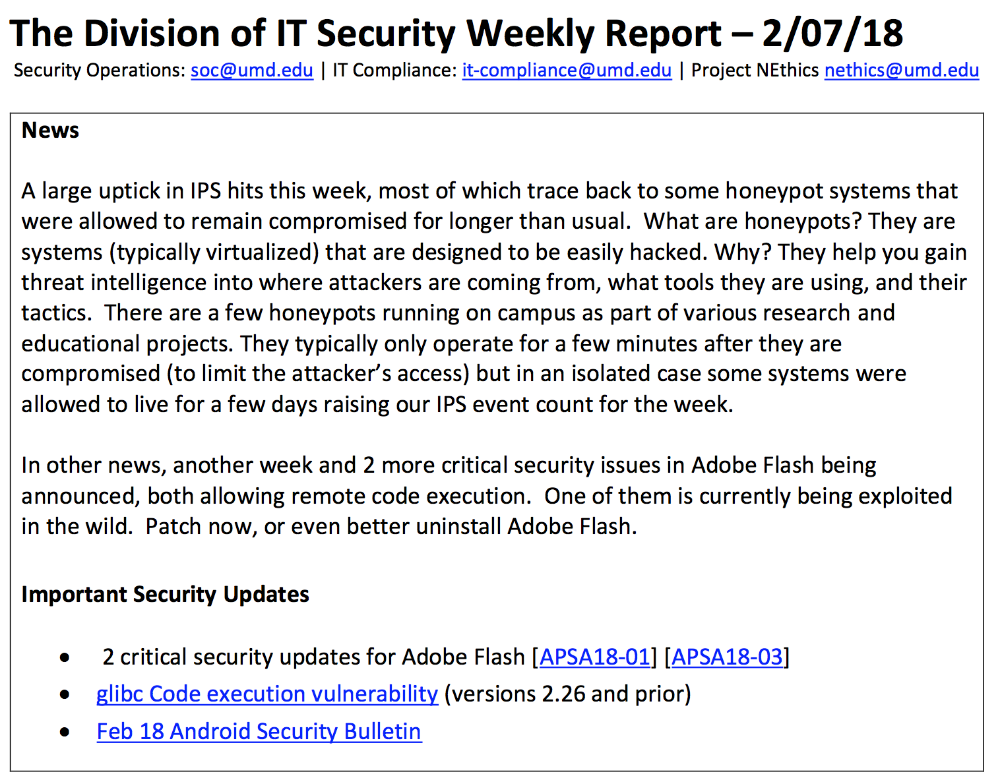 The Division of IT Security Weekly Report – 2/07/18
Security Operations: soc@umd.edu | IT Compliance: it-compliance@umd.edu | Project NEthics nethics@umd.edu
News
A large uptick in IPS hits this week, most of which trace back to some honeypot systems that
were allowed to remain compromised for longer than usual.  What are honeypots? They are
systems (typically virtualized) that are designed to be easily hacked. Why? They help you gain
threat intelligence into where attackers are coming from, what tools they are using, and their
tactics.  There are a few honeypots running on campus as part of various research and
educational projects. They typically only operate for a few minutes after they are
compromised (to limit the attacker’s access) but in an isolated case some systems were
allowed to live for a few days raising our IPS event count for the week.
In other news, another week and 2 more critical security issues in Adobe Flash being
announced, both allowing remote code execution.  One of them is currently being exploited
in the wild.  Patch now, or even better uninstall Adobe Flash.
Important Security Updates
• 2 critical security updates for Adobe Flash [APSA18-01] [APSA18-03]
• glibc Code execution vulnerability (versions 2.26 and prior)
• Feb 18 Android Security Bulletin